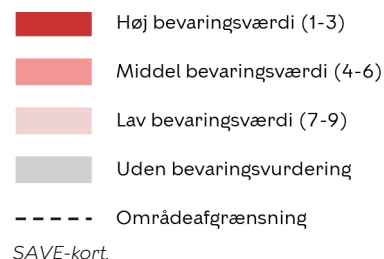 Høj bevaringsværdi (1-3)
Middel bevaringsværdi (4-6)
Lav bevaringsværdi (7-9)
Uden bevaringsvurdering
Områdeafgrænsning
SAVE-kort.